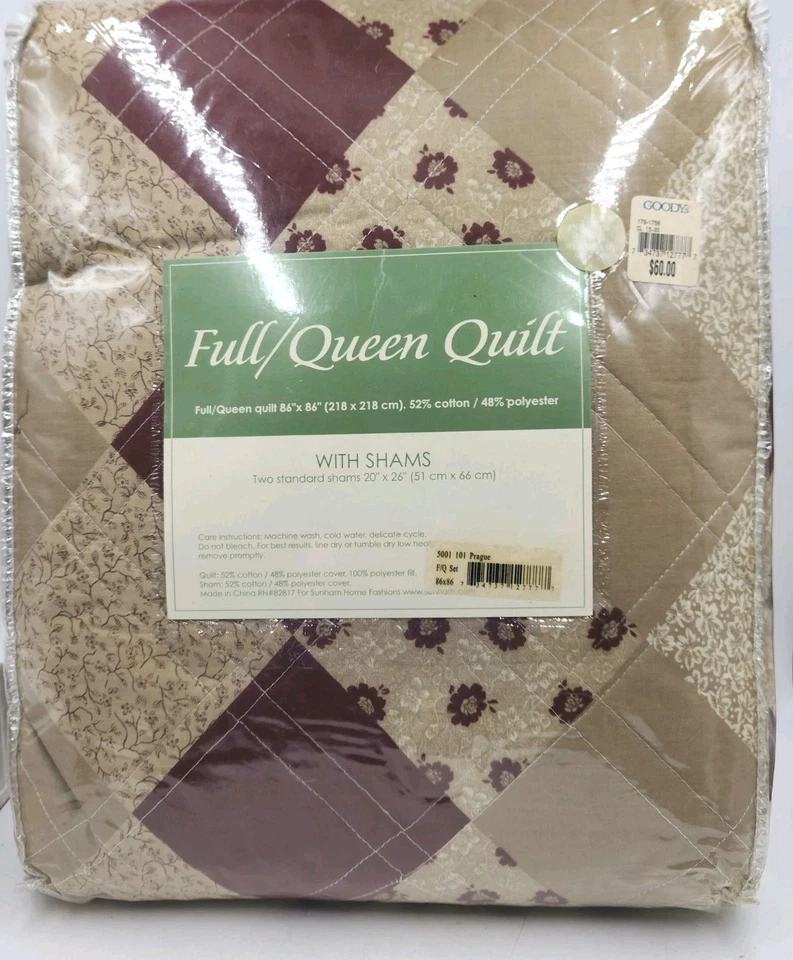 GOODY's
$60.00
Full/Queen Quilt
Full/Queen quilt 86"x 86" (218 x 218 cm). 52% cotton / 48% polyester
WITH SHAMS
Two standard shams 20" x 26" (51 cm x 66 cm)
Care instructions: Machine wash, cold water, delicate cycle.
Do not bleach. For best results, line dry or tumble dry low heat
remove promptly.
Quilt: 52% cotton / 48% polyester cover, 100% polyester fill.
Sham: 52% cotton / 48% polyester cover.
Made in China RN#82817 For Sunham Home Fashions www.sunham.com
5001 101 Prague
F/Q Set
86x86